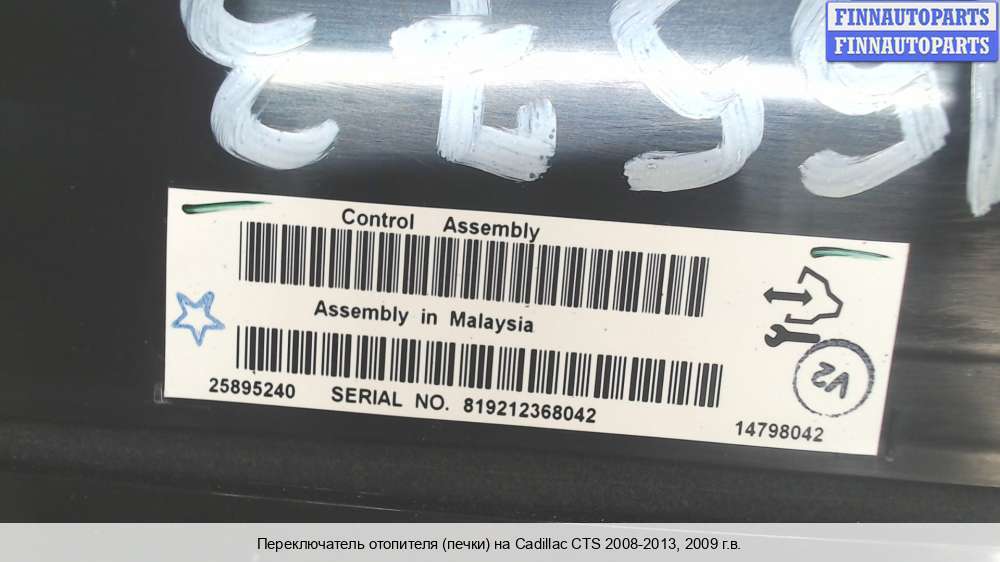 FINNAUTOPARTS
FINNAUTOPARTS
Control Assembly
Assembly in Malaysia
25895240 SERIAL NO. 819212368042
14798042
V2
Переключатель отопителя (печки) на Cadillac CTS 2008-2013, 2009 г.в.